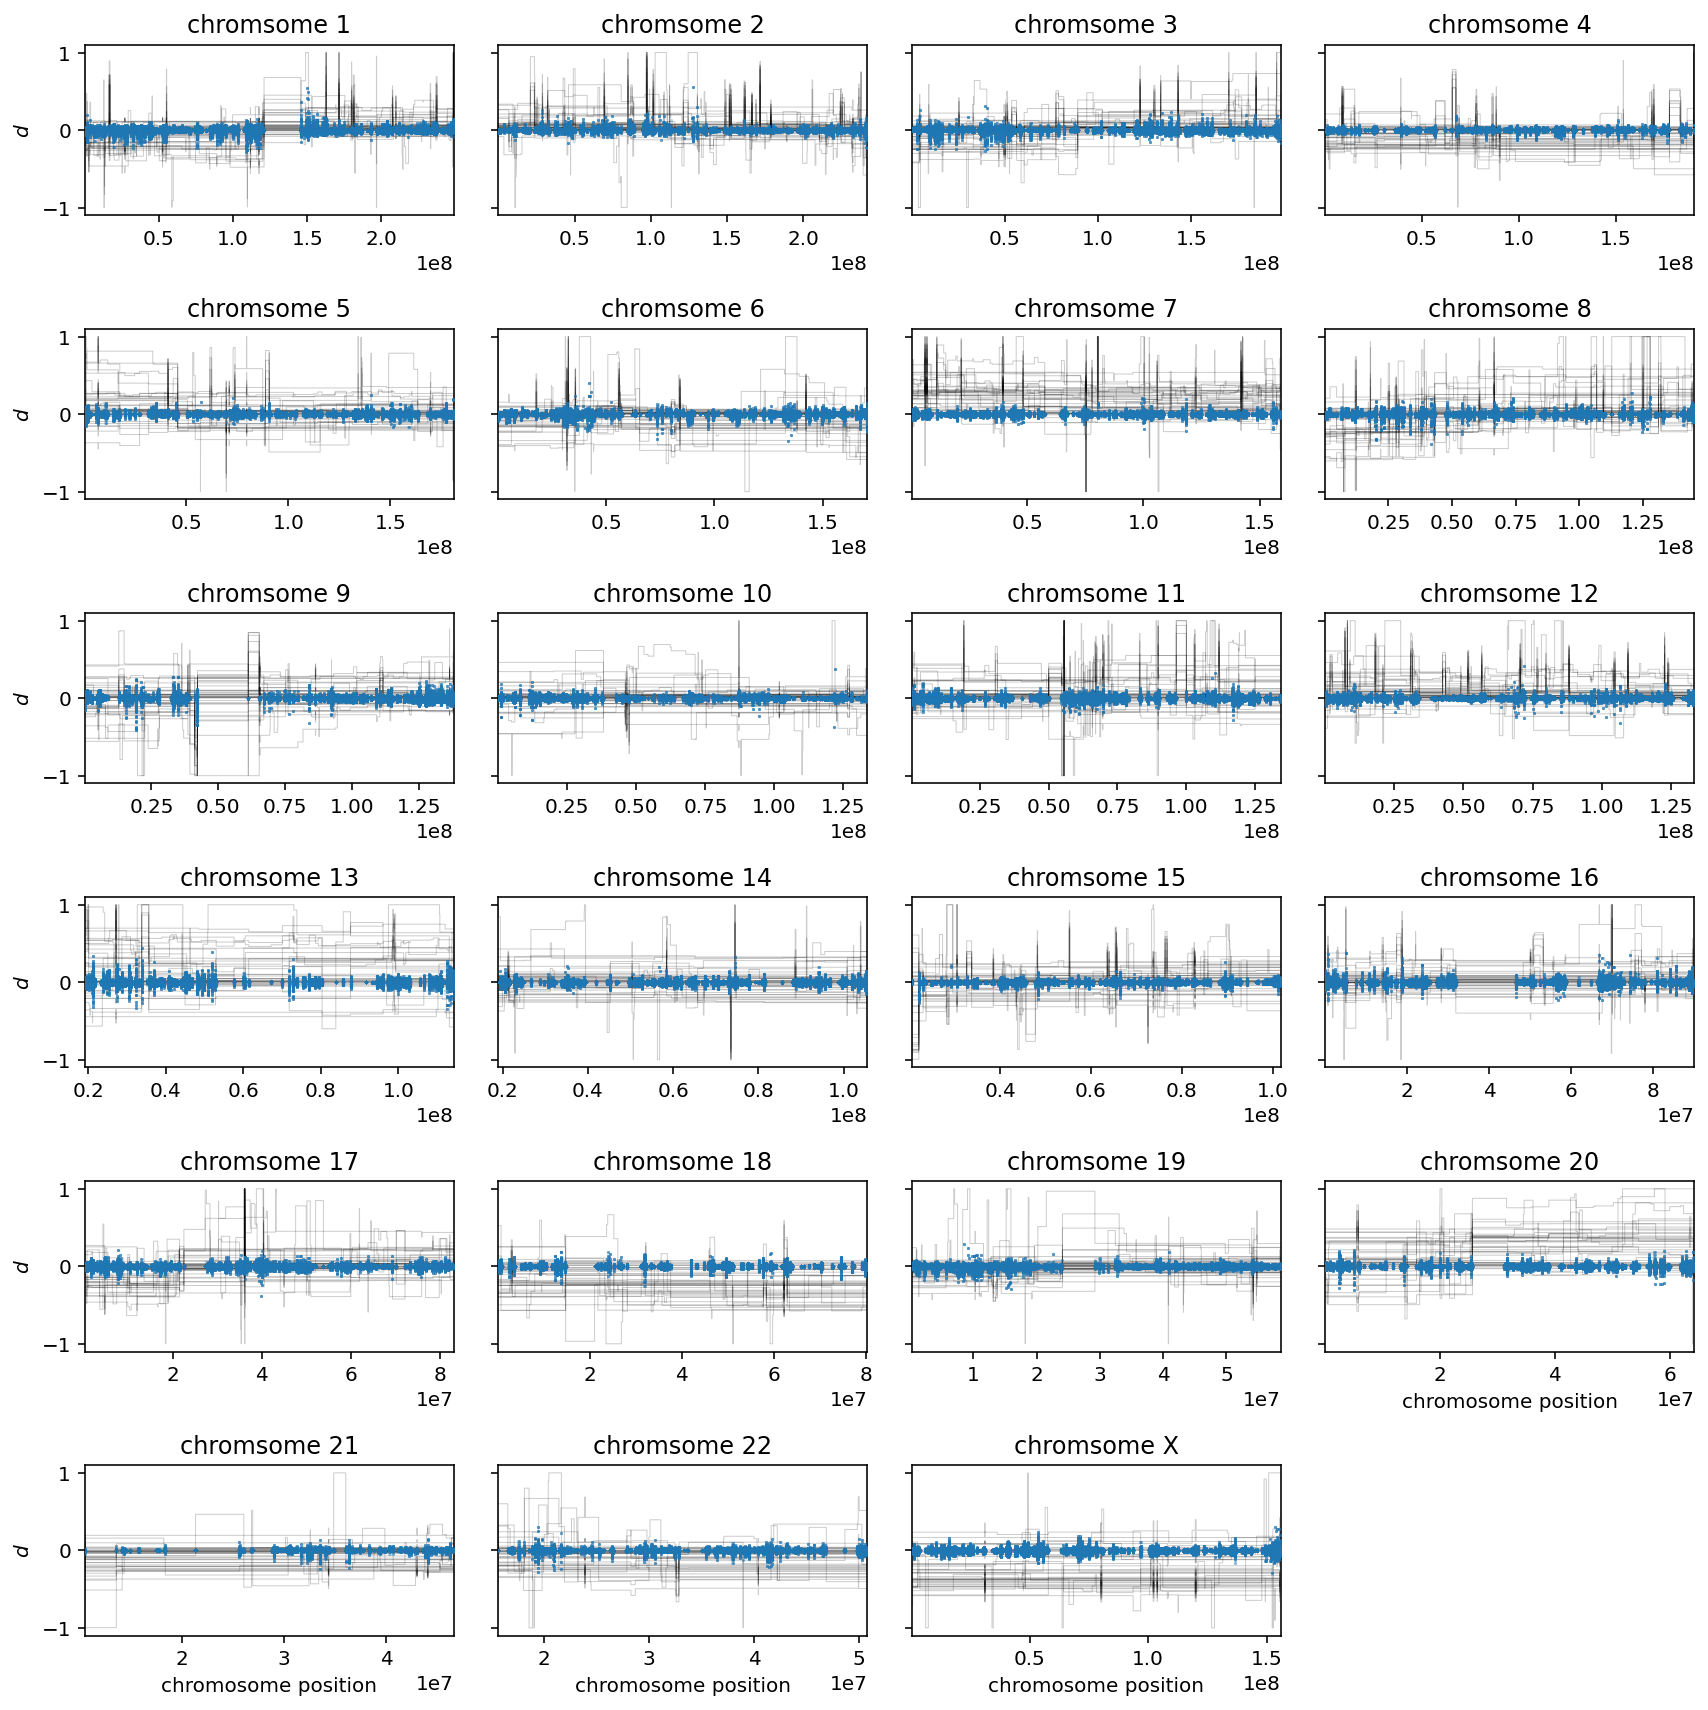 chromsome 1
chromsome 2
chromsome 3
chromsome 4
d
1
0
−1
0.5 1.0 1.5 2.0
1e8
0.5 1.0 1.5 2.0
1e8
0.5 1.0 1.5
1e8
0.5 1.0 1.5
1e8
chromsome 5
chromsome 6
chromsome 7
chromsome 8
d
1
0
−1
0.5 1.0 1.5
1e8
0.5 1.0 1.5
1e8
0.5 1.0 1.5
1e8
0.25 0.50 0.75 1.00 1.25
1e8
chromsome 9
chromsome 10
chromsome 11
chromsome 12
d
1
0
−1
0.25 0.50 0.75 1.00 1.25
1e8
0.25 0.50 0.75 1.00 1.25
1e8
0.25 0.50 0.75 1.00 1.25
1e8
0.25 0.50 0.75 1.00 1.25
1e8
chromsome 13
chromsome 14
chromsome 15
chromsome 16
d
1
0
−1
0.2 0.4 0.6 0.8 1.0
1e8
0.2 0.4 0.6 0.8 1.0
1e8
0.4 0.6 0.8 1.0
1e8
2 4 6 8
1e7
chromsome 17
chromsome 18
chromsome 19
chromsome 20
d
1
0
−1
2 4 6 8
1e7
2 4 6 8
1e7
1 2 3 4 5
1e7
2 4 6
1e7
chromosome position
chromsome 21
chromsome 22
chromsome X
d
1
0
−1
2 3 4
1e7
chromosome position
2 3 4 5
1e7
chromosome position
0.5 1.0 1.5
1e8
chromosome position